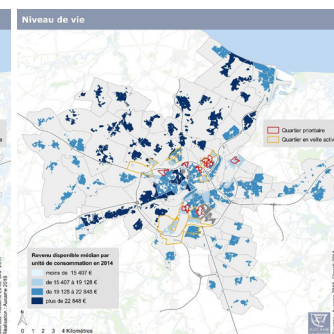 Niveau de vie
Quartier prioritaire
Quartier en veille active
Revenu disponible médian par
unité de consommation en 2014
moins de 15 407 €
de 15 407 à 19 128 €
de 19 128 à 22 848 €
plus de 22 848 €
0 1 2 3 4 Kilomètres